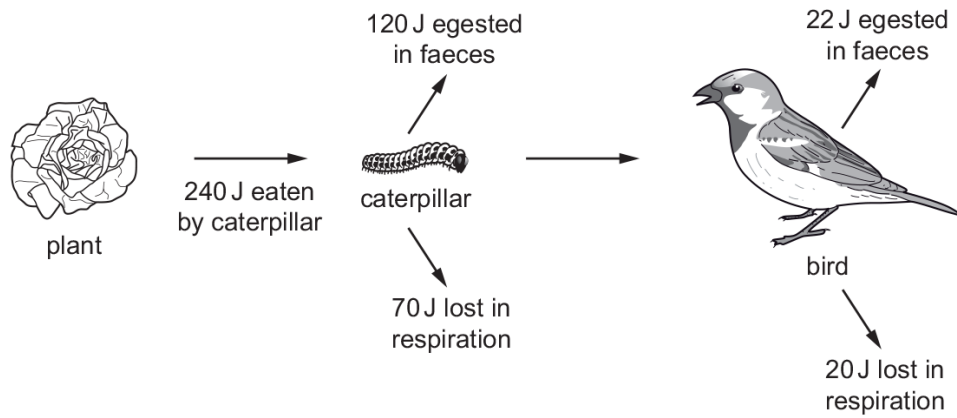 120 J egested
in faeces
22 J egested
in faeces
240 J eaten
by caterpillar
caterpillar
plant
bird
70 J lost in
respiration
20 J lost in
respiration